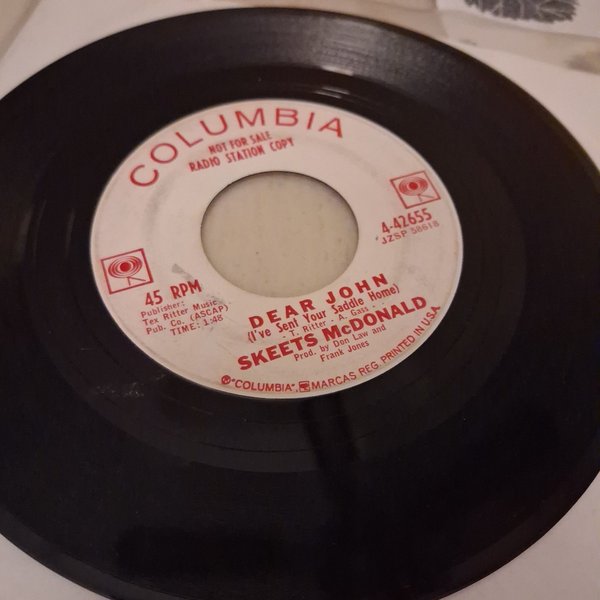 COLUMBIA
NOT FOR SALE
RADIO STATION COPY
4-42655
JZSP 58618
45 RPM
Publisher:
Tex Ritter Music
Pub. Co. (ASCAP)
TIME: 1:48
DEAR JOHN
(I've Sent Your Saddle Home)
- T. Ritter - A. Gass -
SKEETS McDONALD
Prod. by Don Law and
Frank Jones
℗ "COLUMBIA", MARCAS REG. PRINTED IN U.S.A.